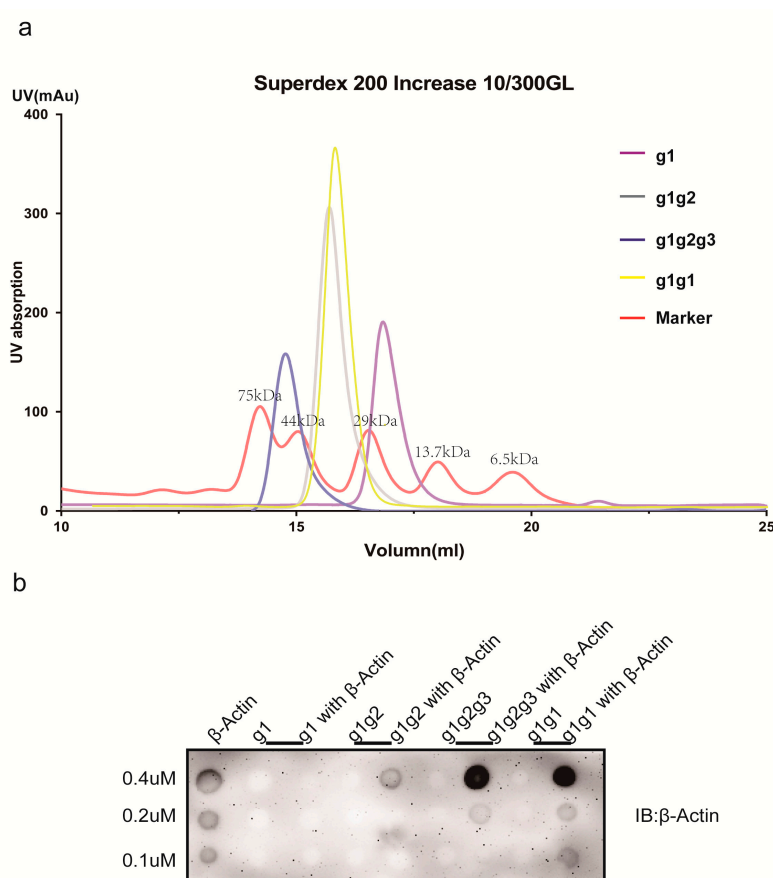 a
Superdex 200 Increase 10/300GL
UV(mAu)
400
300
200
100
0
UV absorption
10
15
20
25
Volumn(ml)
75kDa
44kDa
29kDa
13.7kDa
6.5kDa
g1
g1g2
g1g2g3
g1g1
Marker
b
β-Actin
g1
g1 with β-Actin
g1g2
g1g2 with β-Actin
g1g2g3
g1g2g3 with β-Actin
g1g1
g1g1 with β-Actin
0.4uM
0.2uM
0.1uM
IB:β-Actin